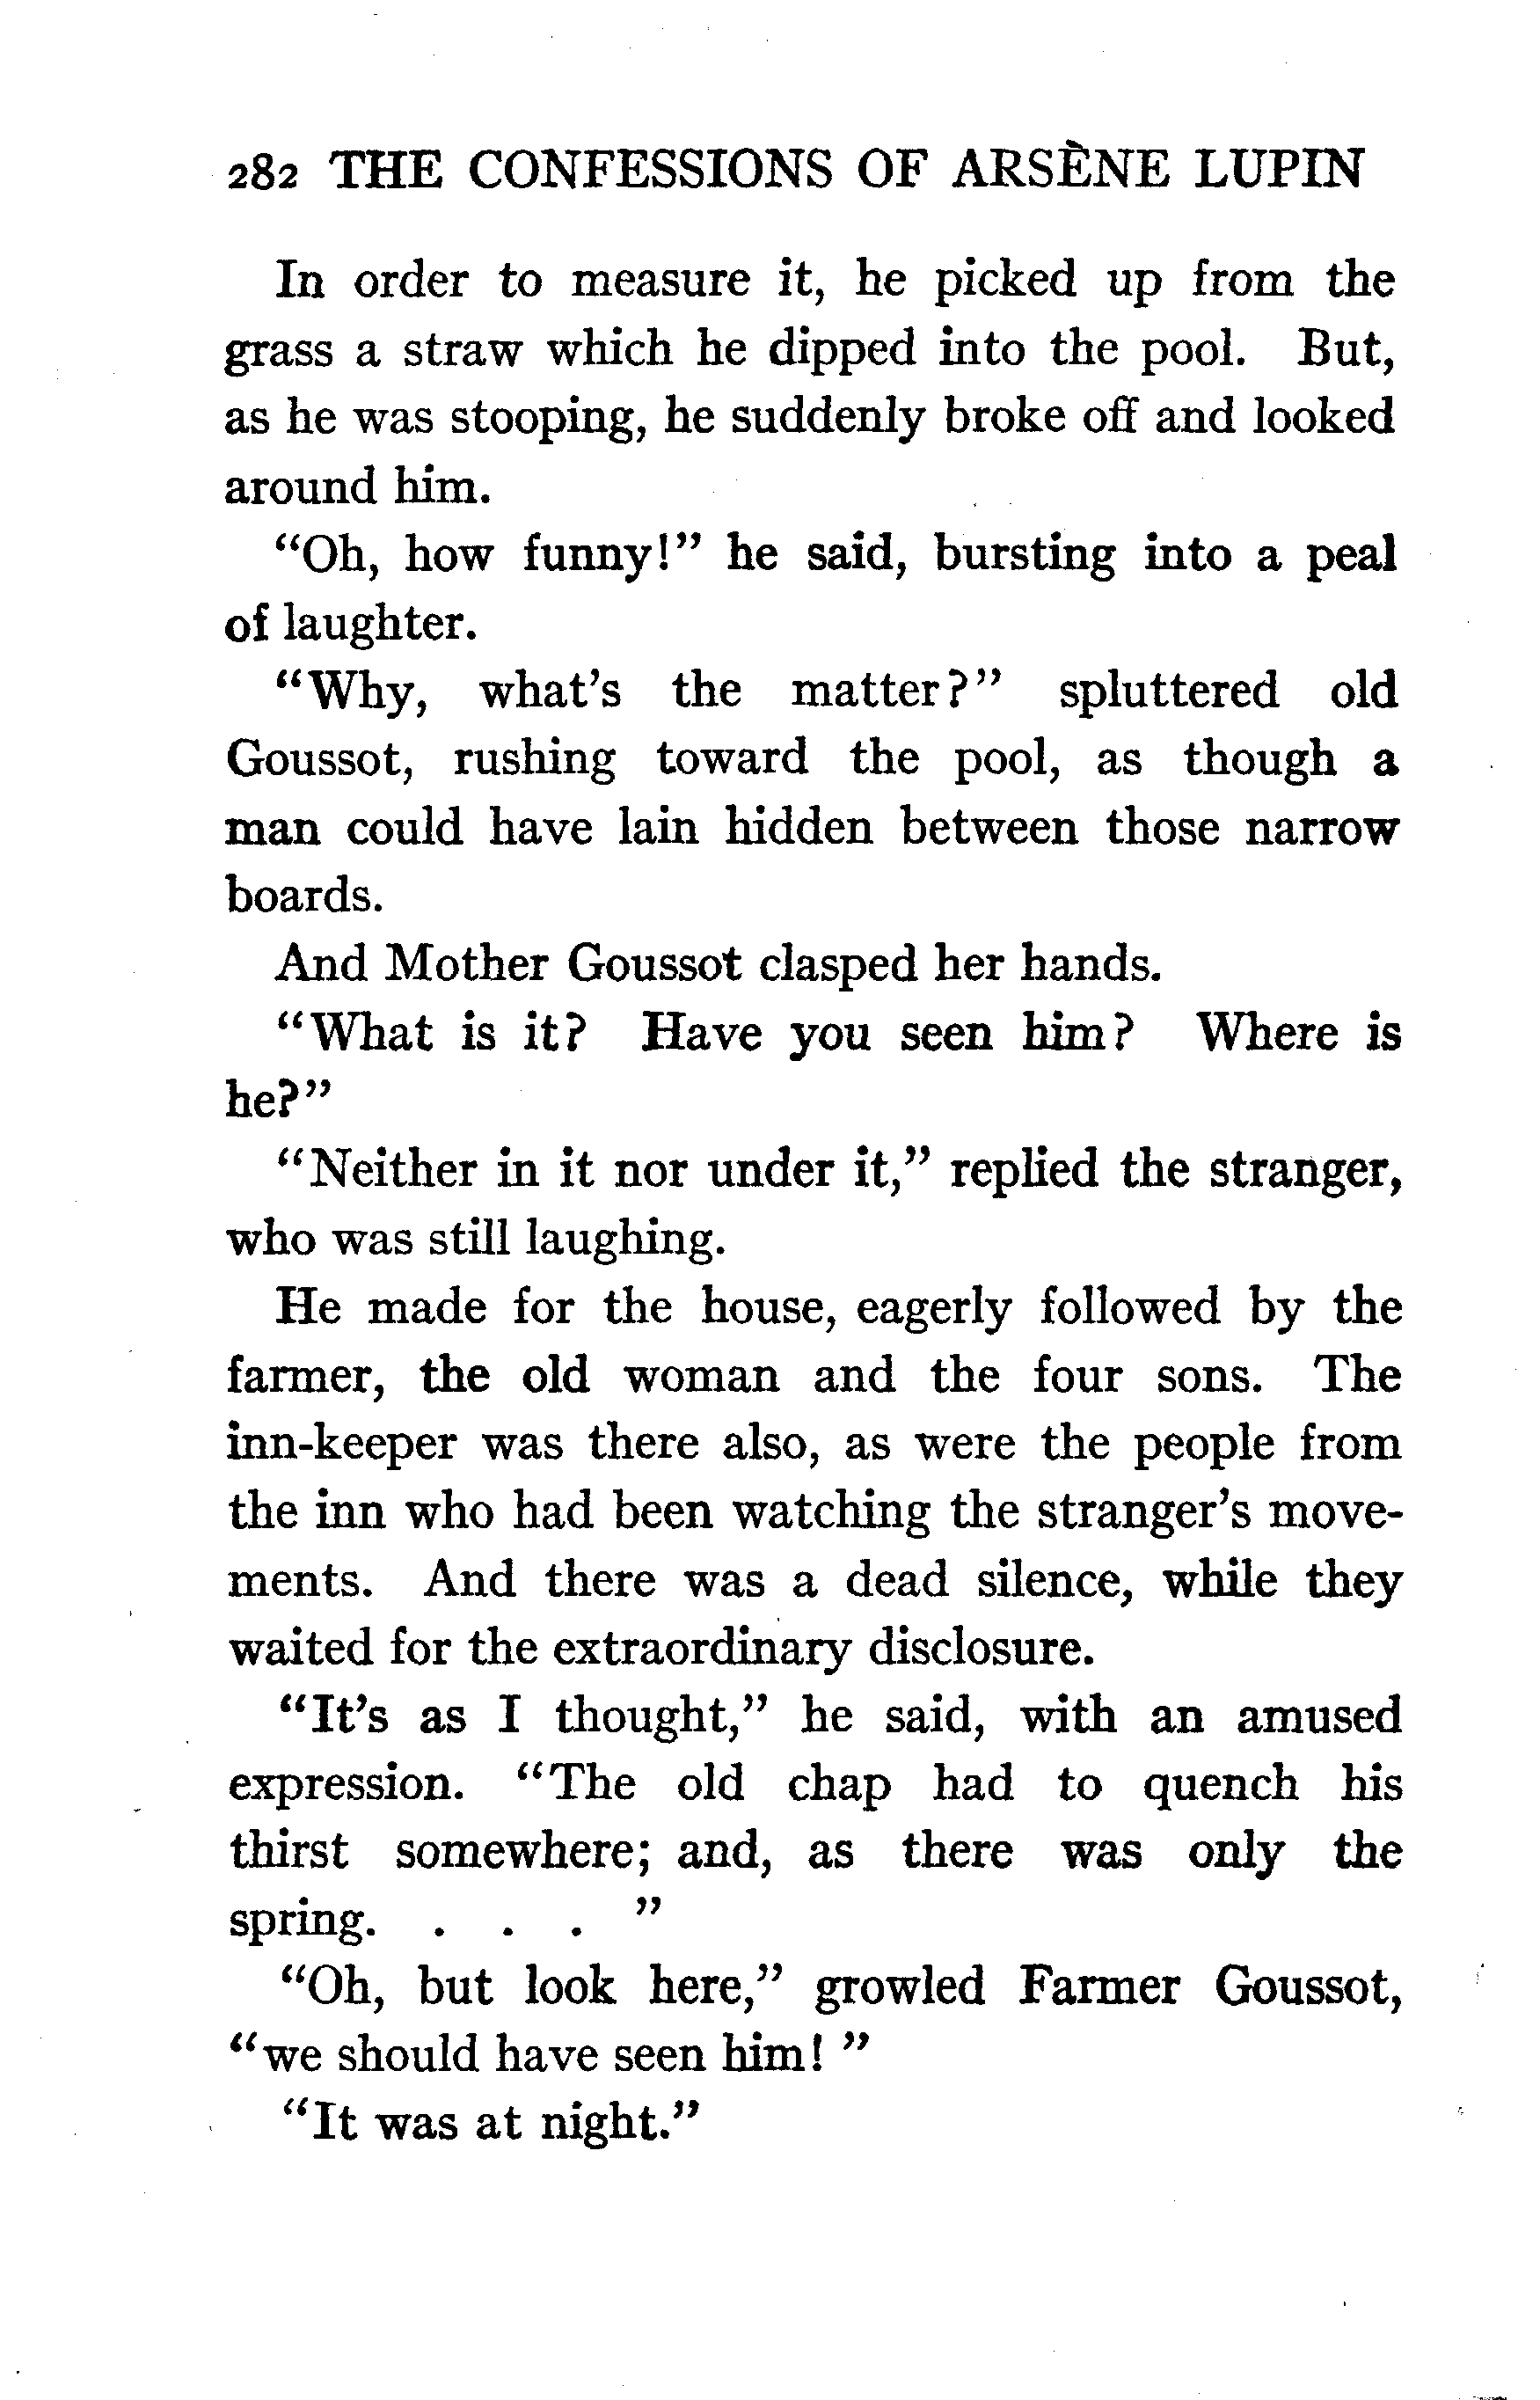 282 THE CONFESSIONS OF ARSÈNE LUPIN
In order to measure it, he picked up from the
grass a straw which he dipped into the pool. But,
as he was stooping, he suddenly broke off and looked
around him.
“Oh, how funny!” he said, bursting into a peal
of laughter.
“Why, what’s the matter?” spluttered old
Goussot, rushing toward the pool, as though a
man could have lain hidden between those narrow
boards.
And Mother Goussot clasped her hands.
“What is it? Have you seen him? Where is
he?”
“Neither in it nor under it,” replied the stranger,
who was still laughing.
He made for the house, eagerly followed by the
farmer, the old woman and the four sons. The
inn-keeper was there also, as were the people from
the inn who had been watching the stranger’s move-
ments. And there was a dead silence, while they
waited for the extraordinary disclosure.
“It’s as I thought,” he said, with an amused
expression. “The old chap had to quench his
thirst somewhere; and, as there was only the
spring. . . . ”
“Oh, but look here,” growled Farmer Goussot,
“we should have seen him! ”
“It was at night.”